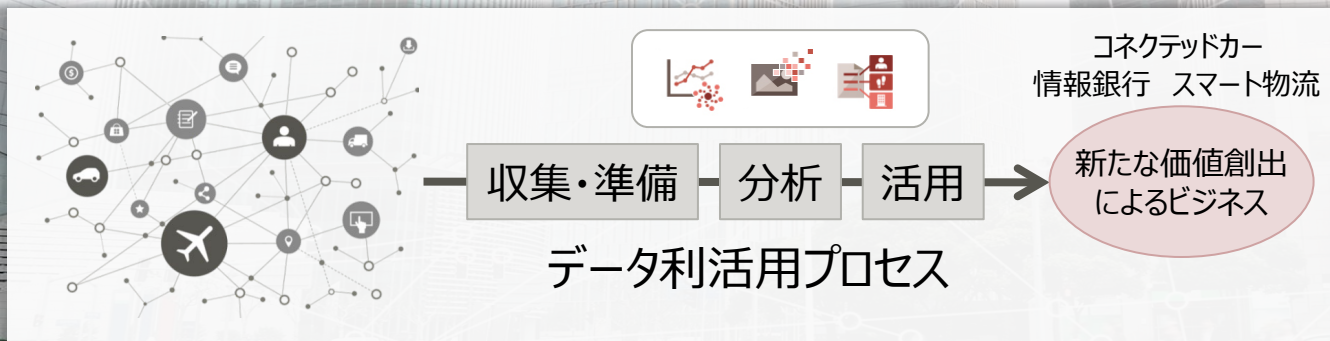 コネクテッドカー
情報銀行 スマート物流
収集・準備
分析
活用
新たな価値創出
によるビジネス
データ利活用プロセス